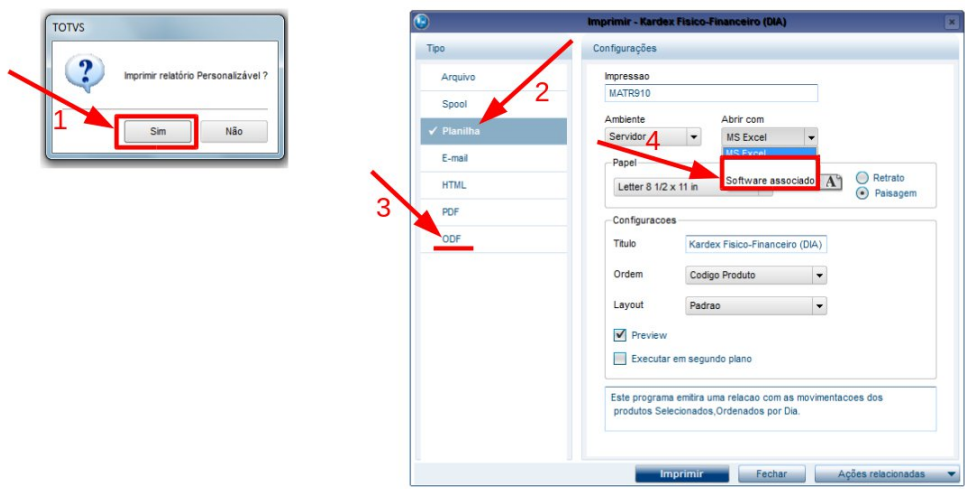 TOTVS
Imprimir relatório Personalizável ?
1
Sim
Não
Imprimir - Kardex Fisico-Financeiro (DIA)
Tipo
Arquivo
Spool
2
Planilha
E-mail
HTML
3
PDF
ODF
Configurações
Impressao
MATR910
Ambiente
Abrir com
Servidor
MS Excel
4
MS Excel
Software associado
Papel
Letter 8 1/2 x 11 in
A
Retrato
Paisagem
Configuracoes
Título
Kardex Fisico-Financeiro (DIA)
Ordem
Codigo Produto
Layout
Padrao
Preview
Executar em segundo plano
Este programa emitira uma relacao com as movimentacoes dos
produtos Selecionados,Ordenados por Dia.
Imprimir
Fechar
Ações relacionadas